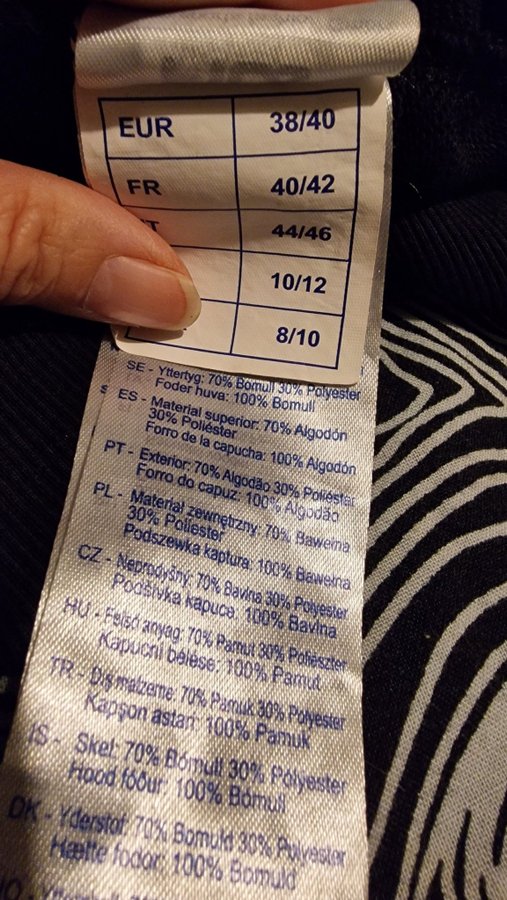 EUR 38/40
FR 40/42
44/46
10/12
8/10
SE - Yttertyg: 70% Bomull 30% Polyester
Foder huva: 100% Bomull
ES - Material superior: 70% Algodón
30% Poliéster
Forro de la capucha: 100% Algodón
PT - Exterior: 70% Algodão 30% Poliéster
Forro do capuz: 100% Algodão
PL - Materiał zewnętrzny: 70% Bawełna
30% Poliester
Podszewka kaptura: 100% Bawełna
CZ - Neprodyšny: 70% Bavlna 30% Polyester
Podšívka kapuce: 100% Bavlna
HU - Felső anyag: 70% Pamut 30% Poliészter
Kapucni bélése: 100% Pamut
TR - Dış malzeme: 70% Pamuk 30% Polyester
Kapşon astarı: 100% Pamuk
IS - Skel: 70% Bómull 30% Pólyester
Hood fóður: 100% Bómull
DK - Yderstof: 70% Bomuld 30% Polyester
Hætte fodor: 100% Bomuld